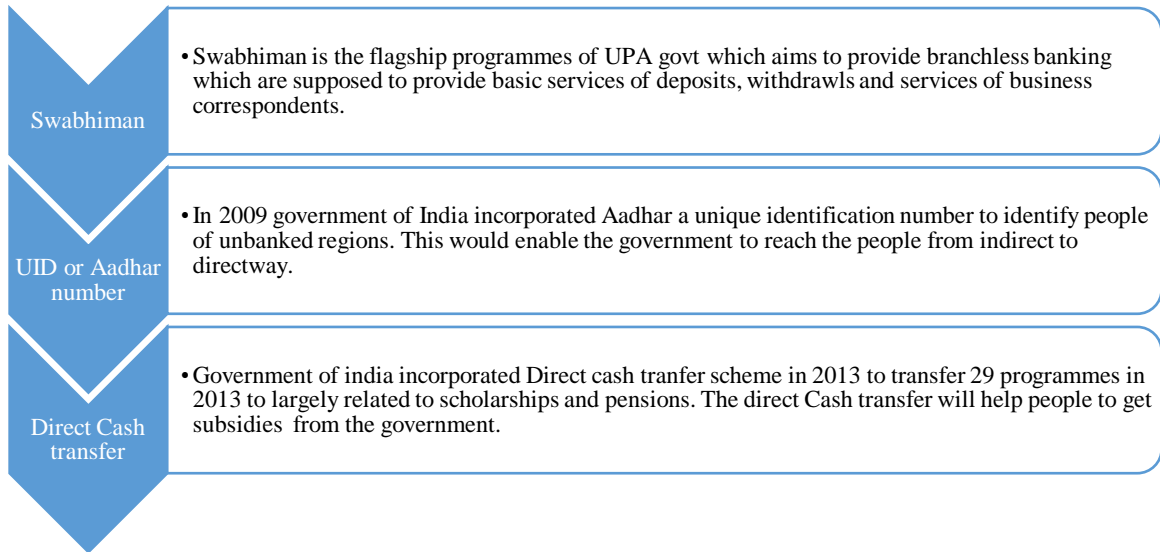 Swabhiman
• Swabhiman is the flagship programmes of UPA govt which aims to provide branchless banking
which are supposed to provide basic services of deposits, withdrawls and services of business
correspondents.
UID or Aadhar
number
• In 2009 government of India incorporated Aadhar a unique identification number to identify people
of unbanked regions. This would enable the government to reach the people from indirect to
directway.
Direct Cash
transfer
• Government of india incorporated Direct cash tranfer scheme in 2013 to transfer 29 programmes in
2013 to largely related to scholarships and pensions. The direct Cash transfer will help people to get
subsidies from the government.